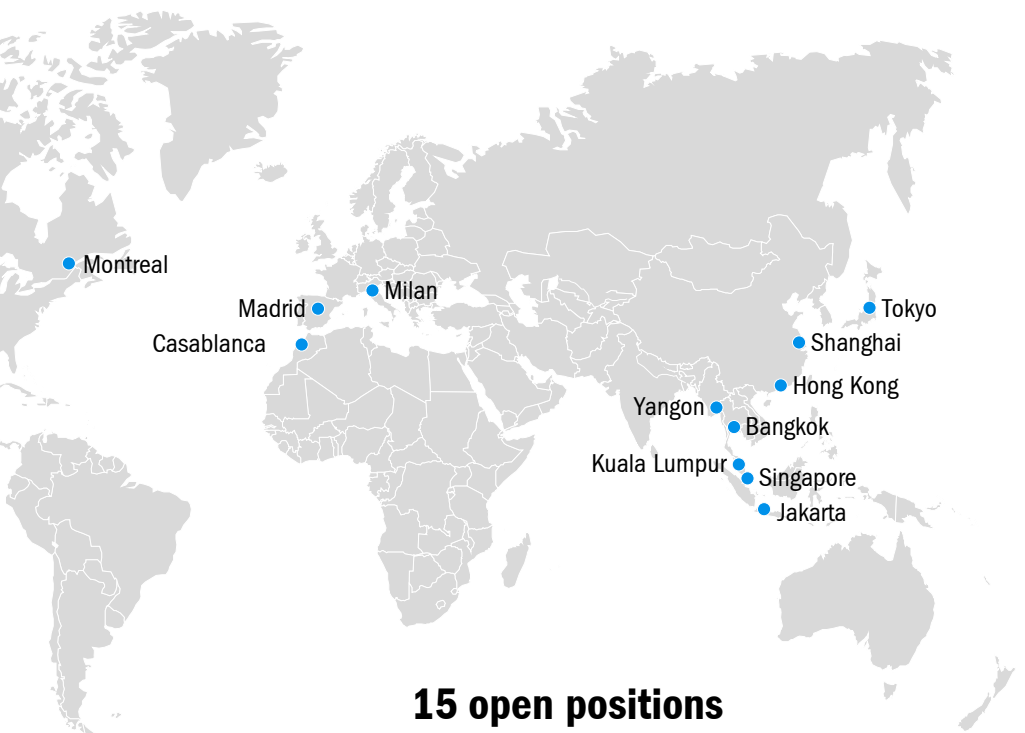 Montreal
Milan
Madrid
Tokyo
Casablanca
Shanghai
Hong Kong
Yangon
Bangkok
Kuala Lumpur
Singapore
Jakarta
15 open positions